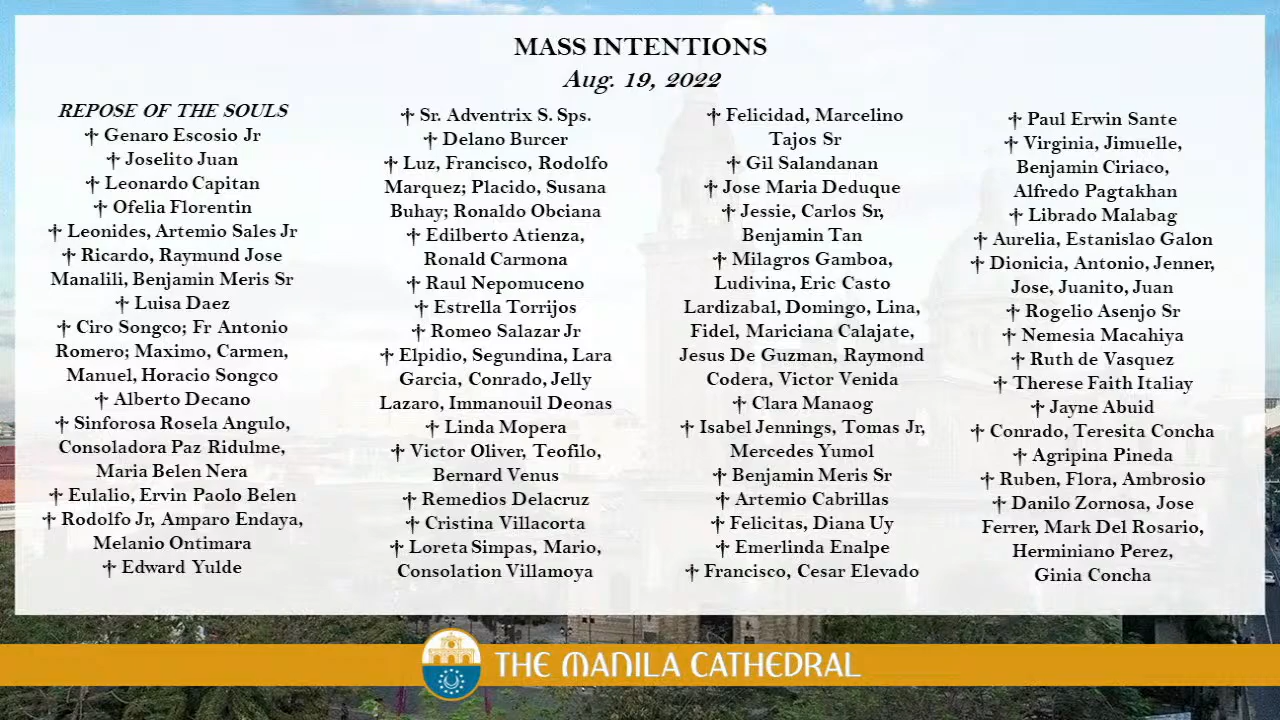 MASS INTENTIONS
Aug. 19, 2022
REPOSE OF THE SOULS
✝ Genaro Escosio Jr
✝ Joselito Juan
✝ Leonardo Capitan
✝ Ofelia Florentin
✝ Leonides, Artemio Sales Jr
✝ Ricardo, Raymund Jose
Manalili, Benjamin Meris Sr
✝ Luisa Daez
✝ Ciro Songco; Fr Antonio
Romero; Maximo, Carmen,
Manuel, Horacio Songco
✝ Alberto Decano
✝ Sinforosa Rosela Angulo,
Consoladora Paz Ridulme,
Maria Belen Nera
✝ Eulalio, Ervin Paolo Belen
✝ Rodolfo Jr, Amparo Endaya,
Melanio Ontimara
✝ Edward Yulde
✝ Sr. Adventrix S. Sps.
✝ Delano Burcer
✝ Luz, Francisco, Rodolfo
Marquez; Placido, Susana
Buhay; Ronaldo Obciana
✝ Edilberto Atienza,
Ronald Carmona
✝ Raul Nepomuceno
✝ Estrella Torrijos
✝ Romeo Salazar Jr
✝ Elpidio, Segundina, Lara
Garcia, Conrado, Jelly
Lazaro, Immanouil Deonas
✝ Linda Mopera
✝ Victor Oliver, Teofilo,
Bernard Venus
✝ Remedios Delacruz
✝ Cristina Villacorta
✝ Loreta Simpas, Mario,
Consolation Villamoya
✝ Felicidad, Marcelino
Tajos Sr
✝ Gil Salandanan
✝ Jose Maria Deduque
✝ Jessie, Carlos Sr,
Benjamin Tan
✝ Milagros Gamboa,
Ludivina, Eric Casto
Lardizabal, Domingo, Lina,
Fidel, Mariciana Calajate,
Jesus De Guzman, Raymond
Codera, Victor Venida
✝ Clara Manaog
✝ Isabel Jennings, Tomas Jr,
Mercedes Yumol
✝ Benjamin Meris Sr
✝ Artemio Cabrillas
✝ Felicitas, Diana Uy
✝ Emerlinda Enalpe
✝ Francisco, Cesar Elevado
✝ Paul Erwin Sante
✝ Virginia, Jimuelle,
Benjamin Ciriaco,
Alfredo Pagtakhan
✝ Librado Malabag
✝ Aurelia, Estanislao Galon
✝ Dionicia, Antonio, Jenner,
Jose, Juanito, Juan
✝ Rogelio Asenjo Sr
✝ Nemesia Macahiya
✝ Ruth de Vasquez
✝ Therese Faith Italiay
✝ Jayne Abuid
✝ Conrado, Teresita Concha
✝ Agripina Pineda
✝ Ruben, Flora, Ambrosio
✝ Danilo Zornosa, Jose
Ferrer, Mark Del Rosario,
Herminiano Perez,
Ginia Concha
THE MANILA CATHEDRAL